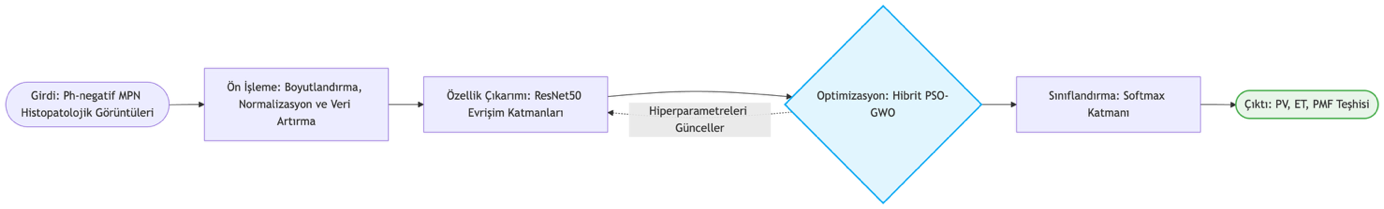 Girdi: Ph-negatif MPN
Histopatolojik Görüntüleri
Ön İşleme: Boyutlandırma,
Normalizasyon ve Veri
Artırma
Özellik Çıkarımı: ResNet50
Evrişim Katmanları
Hiperparametreleri
Günceller
Optimizasyon: Hibrit PSO-
GWO
Sınıflandırma: Softmax
Katmanı
Çıktı: PV, ET, PMF Teşhisi